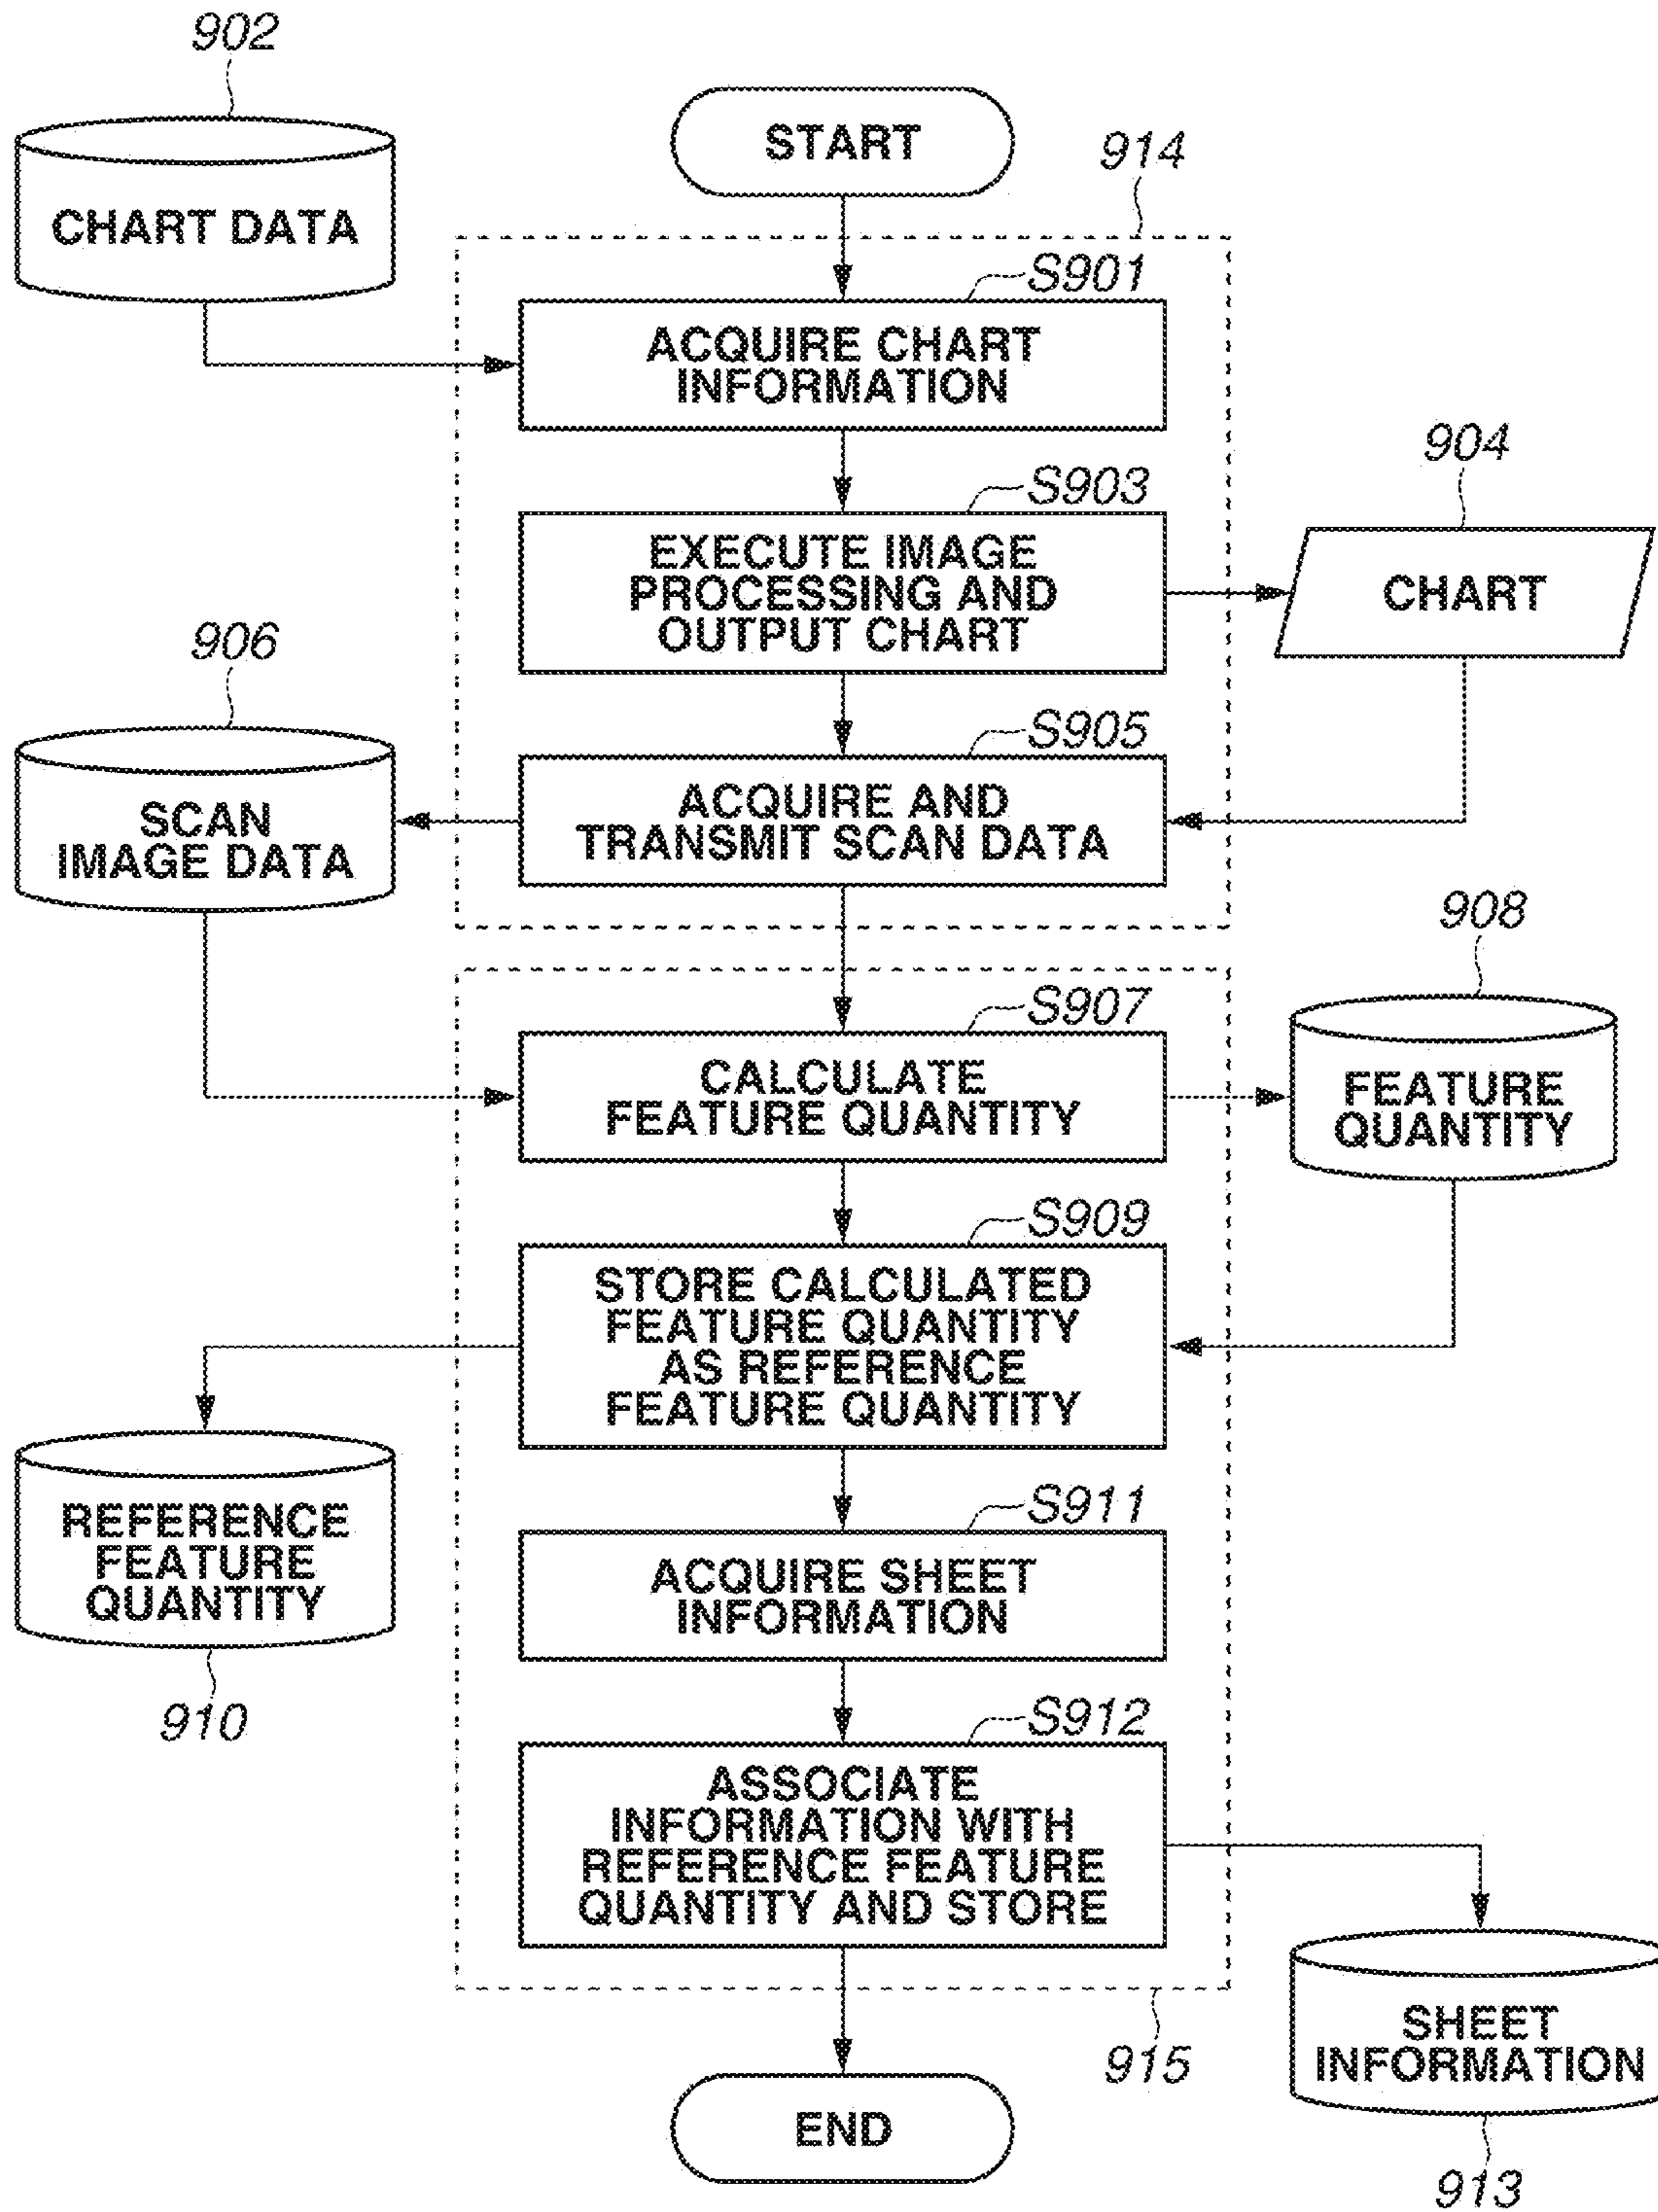 902
CHART DATA
START
914
S901
ACQUIRE CHART
INFORMATION
S903
EXECUTE IMAGE
PROCESSING AND
OUTPUT CHART
904
CHART
906
SCAN
IMAGE DATA
S905
ACQUIRE AND
TRANSMIT SCAN DATA
S907
CALCULATE
FEATURE QUANTITY
908
FEATURE
QUANTITY
S909
STORE CALCULATED
FEATURE QUANTITY
AS REFERENCE
FEATURE QUANTITY
REFERENCE
FEATURE
QUANTITY
910
S911
ACQUIRE SHEET
INFORMATION
S912
ASSOCIATE
INFORMATION WITH
REFERENCE FEATURE
QUANTITY AND STORE
915
SHEET
INFORMATION
913
END